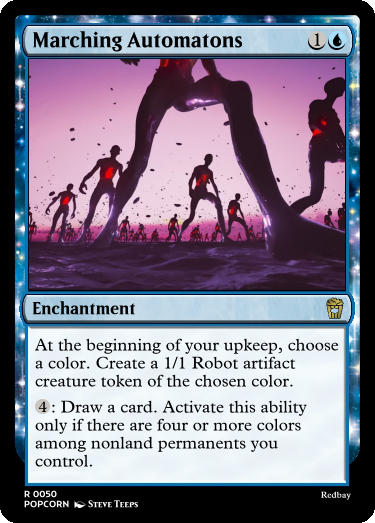 Marching Automatons 1
Enchantment
At the beginning of your upkeep, choose
a color. Create a 1/1 Robot artifact
creature token of the chosen color.
4: Draw a card. Activate this ability
only if there are four or more colors
among nonland permanents you
control.
R 0050
POPCORN Steve Teeps
Redbay